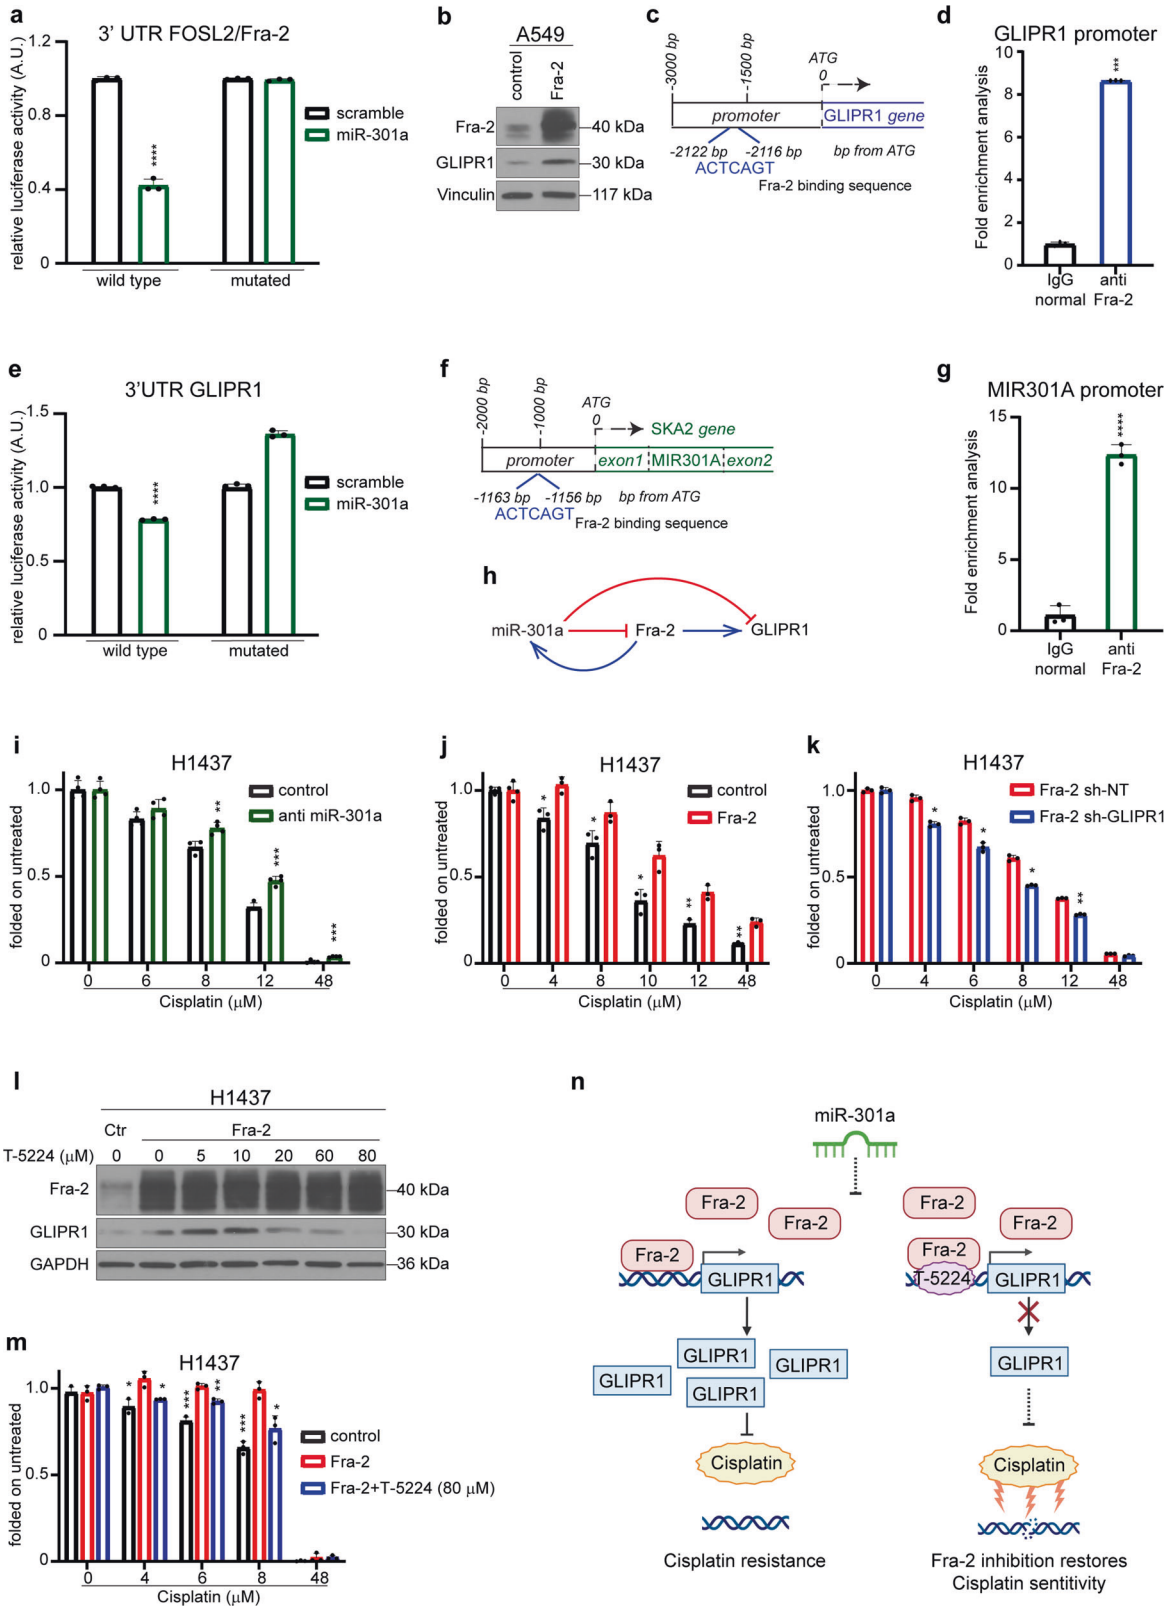 a
3' UTR FOSL2/Fra-2
relative luciferase activity (A.U.)
1.2
0.8
0.4
0
****
scramble
miR-301a
wild type
mutated
b
A549
control
Fra-2
Fra-2
40 kDa
GLIPR1
30 kDa
Vinculin
117 kDa
c
-3000 bp
-1500 bp
ATG
0
promoter
GLIPR1 gene
-2122 bp
-2116 bp
bp from ATG
ACTCAGT
Fra-2 binding sequence
d
GLIPR1 promoter
Fold enrichment analysis
10
8
6
4
2
0
***
IgG
normal
anti
Fra-2
e
3'UTR GLIPR1
relative luciferase activity (A.U.)
1.5
1.0
0.5
0
****
scramble
miR-301a
wild type
mutated
f
-2000 bp
-1000 bp
ATG
0
SKA2 gene
promoter
exon1
MIR301A
exon2
-1163 bp
-1156 bp
bp from ATG
ACTCAGT
Fra-2 binding sequence
g
MIR301A promoter
Fold enrichment analysis
15
10
5
0
****
IgG
normal
anti
Fra-2
h
miR-301a
Fra-2
GLIPR1
i
H1437
folded on untreated
1.0
0.5
0
control
anti miR-301a
**
***
***
0
6
8
12
48
Cisplatin (μM)
j
H1437
folded on untreated
1.0
0.5
0
control
Fra-2
*
*
*
**
**
0
4
8
10
12
48
Cisplatin (μM)
k
H1437
folded on untreated
1.0
0.5
0
Fra-2 sh-NT
Fra-2 sh-GLIPR1
*
*
*
**
0
4
6
8
12
48
Cisplatin (μM)
l
H1437
Ctr
Fra-2
T-5224 (μM) 0 0 5 10 20 60 80
Fra-2
40 kDa
GLIPR1
30 kDa
GAPDH
36 kDa
m
H1437
folded on untreated
1.0
0.5
0
*
*
***
**
***
*
control
Fra-2
Fra-2+T-5224 (80 μM)
0
4
6
8
48
Cisplatin (μM)
n
miR-301a
Fra-2
Fra-2
Fra-2
GLIPR1
GLIPR1
GLIPR1
GLIPR1
GLIPR1
Cisplatin
Cisplatin resistance
Fra-2
Fra-2
Fra-2
T-5224
GLIPR1
GLIPR1
Cisplatin
Fra-2 inhibition restores
Cisplatin sentitivity